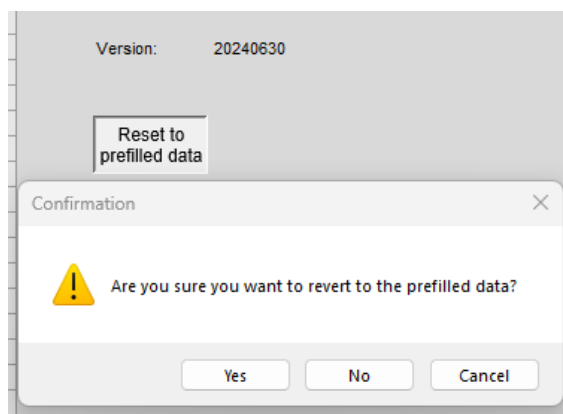 Version: 20240630
Reset to
prefilled data
Confirmation
Are you sure you want to revert to the prefilled data?
Yes No Cancel